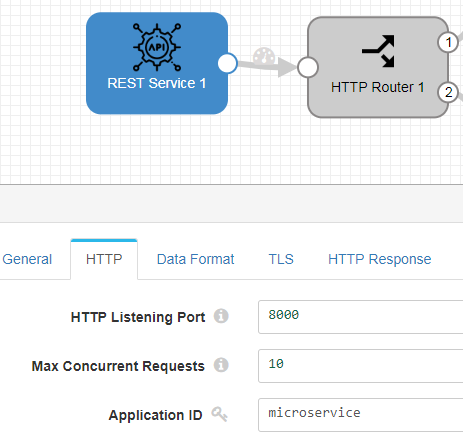 API
REST Service 1
HTTP Router 1
1
2
General HTTP Data Format TLS HTTP Response
HTTP Listening Port i 8000
Max Concurrent Requests i 10
Application ID microservice